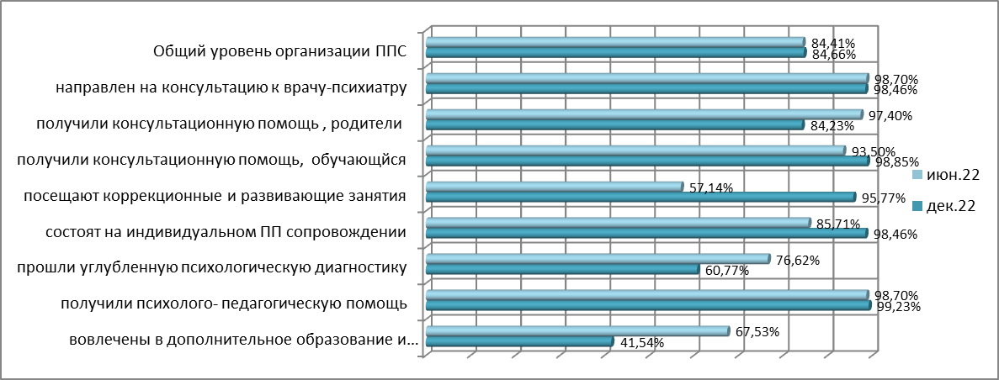 Общий уровень организации ППС
84,41%
84,66%
направлен на консультацию к врачу-психиатру
98,70%
98,46%
получили консультационную помощь , родители
97,40%
84,23%
получили консультационную помощь, обучающйся
93,50%
98,85%
посещают коррекционные и развивающие занятия
57,14%
95,77%
состоят на индивидуальном ПП сопровождении
85,71%
98,46%
прошли углубленную психологическую диагностику
76,62%
60,77%
получили психолого- педагогическую помощь
98,70%
99,23%
вовлечены в дополнительное образование и...
67,53%
41,54%
июн.22
дек.22